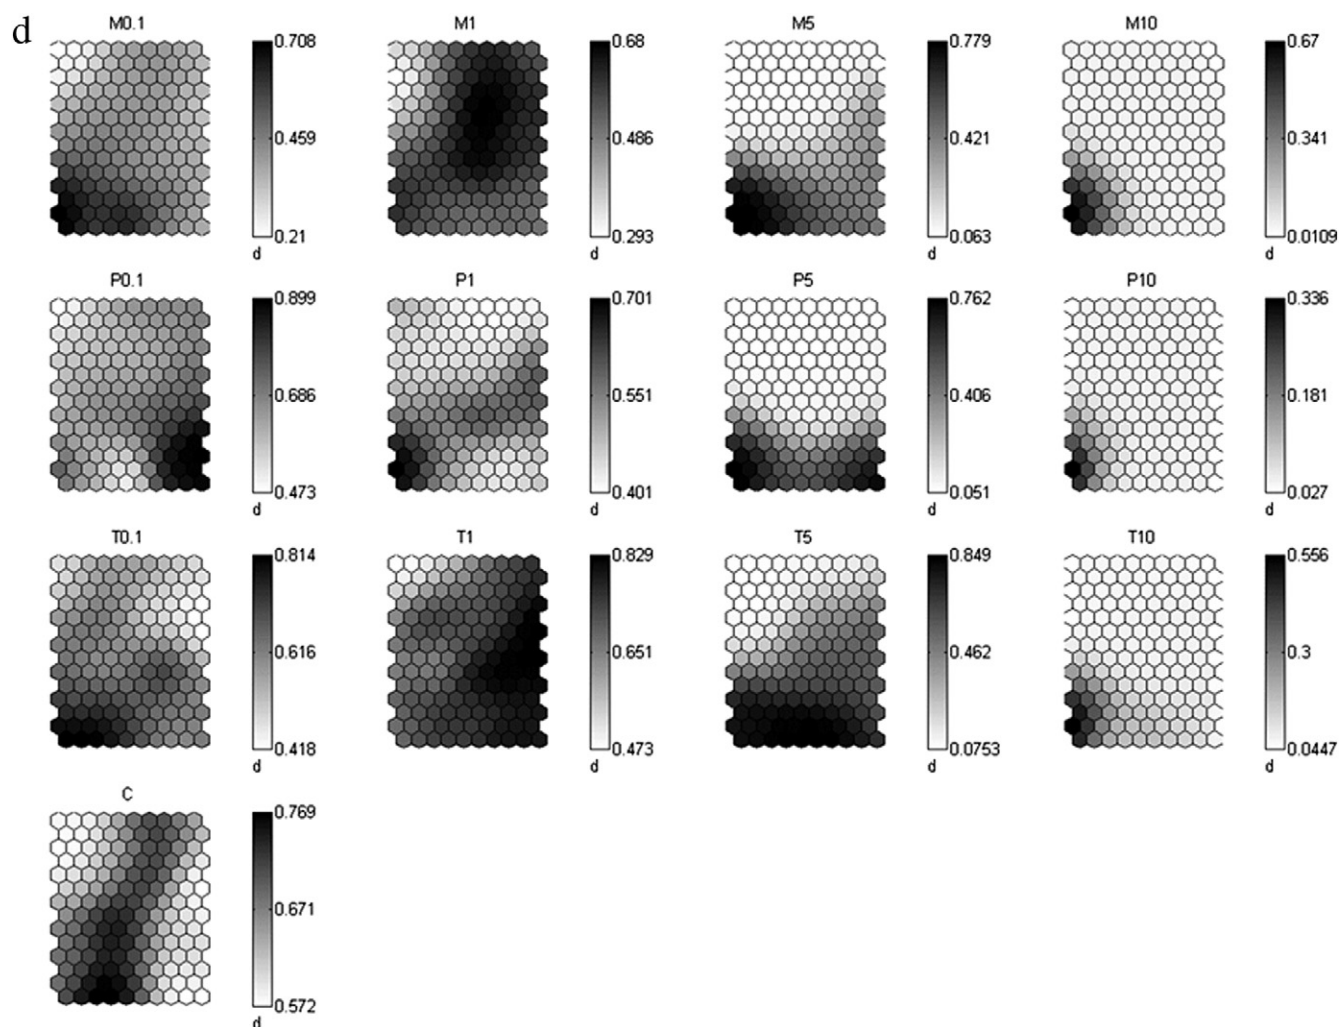 d
M0.1 M1 M5 M10
0.708 0.68 0.779 0.67
0.459 0.486 0.421 0.341
0.21 0.293 0.063 0.0109
d d d d
P0.1 P1 P5 P10
0.899 0.701 0.762 0.336
0.686 0.551 0.406 0.181
0.473 0.401 0.051 0.027
d d d d
T0.1 T1 T5 T10
0.814 0.829 0.849 0.556
0.616 0.651 0.462 0.3
0.418 0.473 0.0753 0.0447
d d d d
C
0.769
0.671
0.572
d